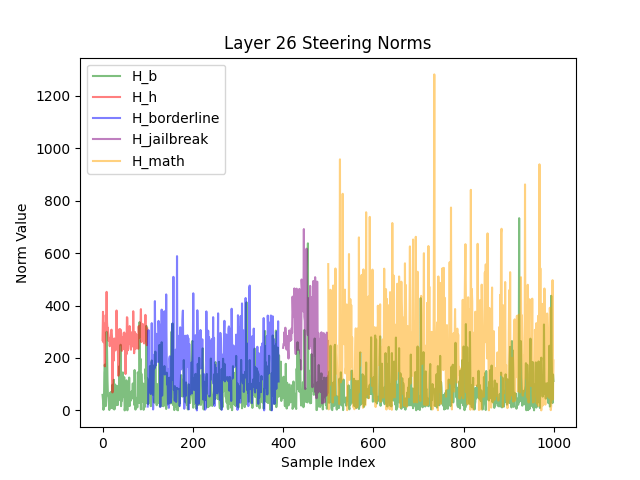 Layer 26 Steering Norms
H_b
H_h
H_borderline
H_jailbreak
H_math
Norm Value
1200
1000
800
600
400
200
0
0 200 400 600 800 1000
Sample Index